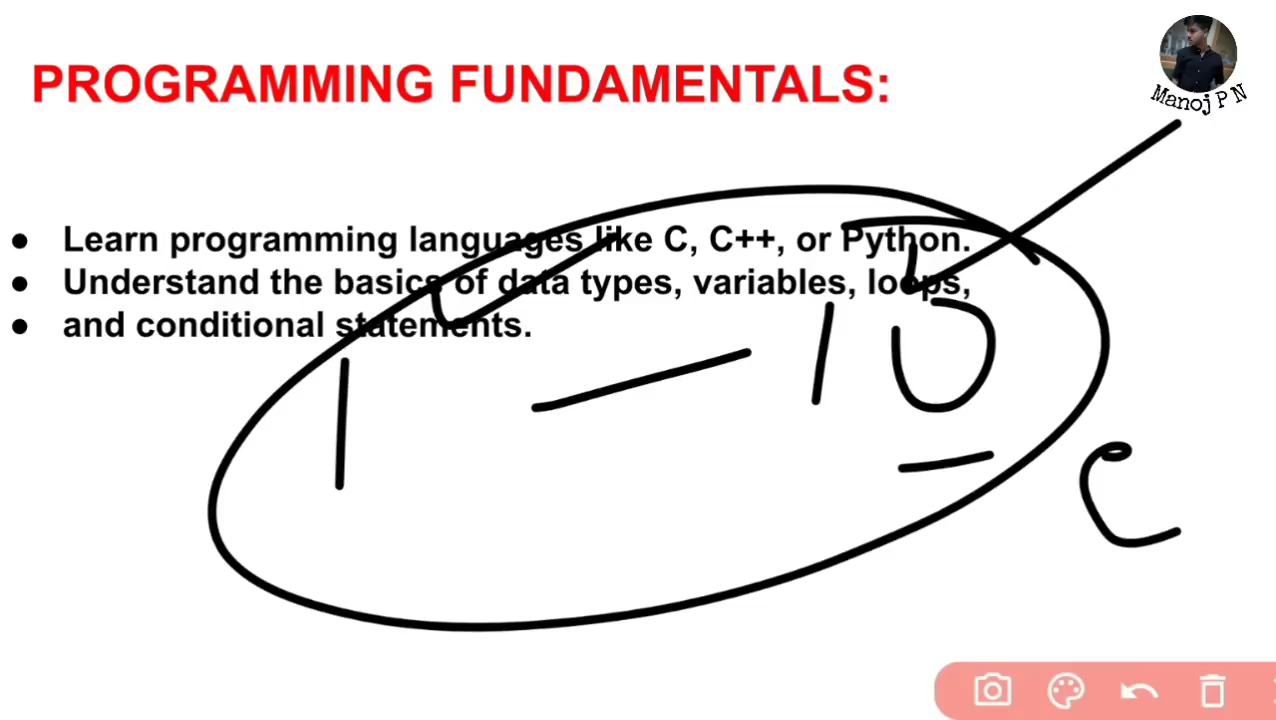 PROGRAMMING FUNDAMENTALS:
Manoj P N
● Learn programming languages like C, C++, or Python.
● Understand the basics of data types, variables, loops,
● and conditional statements.
1 — 10
C